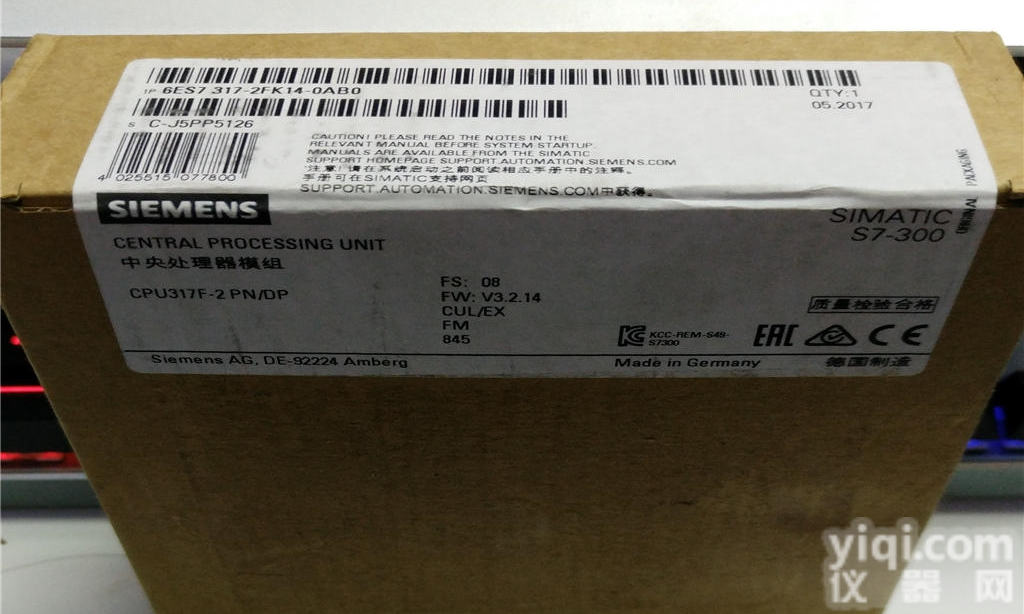 1P 6ES7 317-2FK14-0AB0
QTY:1
05.2017
S C-J5PP5126
4 025515 077800
CAUTION! PLEASE READ THE NOTES IN THE
RELEVANT MANUAL BEFORE SYSTEM STARTUP.
MANUALS ARE AVAILABLE FROM THE SIMATIC
SUPPORT HOMEPAGE SUPPORT.AUTOMATION.SIEMENS.COM
注意!请在系统启动之前阅读相应手册中的注释。
手册可在SIMATIC支持网页
SUPPORT.AUTOMATION.SIEMENS.COM中获得。
ORIGINAL PACKAGING
SIEMENS
SIMATIC
S7-300
CENTRAL PROCESSING UNIT
中央处理器模组
CPU317F-2 PN/DP
FS: 08
FW: V3.2.14
CUL/EX
FM
845
质量检验合格
KC KCC-REM-S49-
S7300
EAC CE
Siemens AG, DE-92224 Amberg
Made in Germany
德国制造
yiqi.com
仪器网